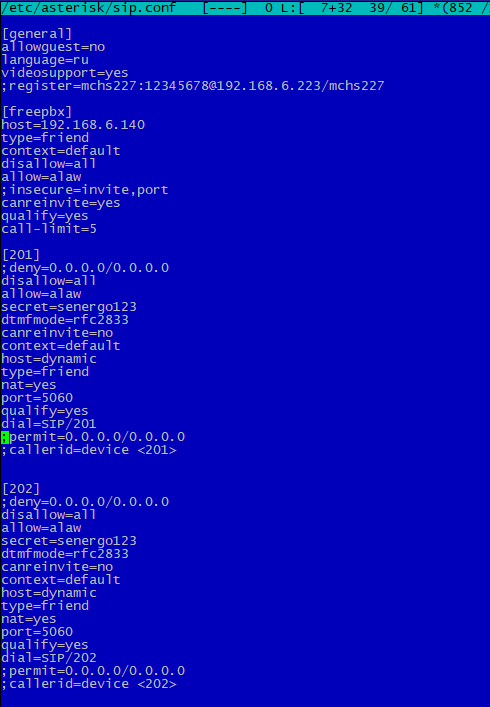 /etc/asterisk/sip.conf [----] 0 L:[ 7+32 39/ 61] *(852 /
[general]
allowguest=no
language=ru
videosupport=yes
;register=mchs227:12345678@192.168.6.223/mchs227
[freepbx]
host=192.168.6.140
type=friend
context=default
disallow=all
allow=alaw
;insecure=invite,port
canreinvite=yes
qualify=yes
call-limit=5
[201]
;deny=0.0.0.0/0.0.0.0
disallow=all
allow=alaw
secret=senergo123
dtmfmode=rfc2833
canreinvite=no
context=default
host=dynamic
type=friend
nat=yes
port=5060
qualify=yes
dial=SIP/201
;permit=0.0.0.0/0.0.0.0
;callerid=device <201>
[202]
;deny=0.0.0.0/0.0.0.0
disallow=all
allow=alaw
secret=senergo123
dtmfmode=rfc2833
canreinvite=no
context=default
host=dynamic
type=friend
nat=yes
port=5060
qualify=yes
dial=SIP/202
;permit=0.0.0.0/0.0.0.0
;callerid=device <202>